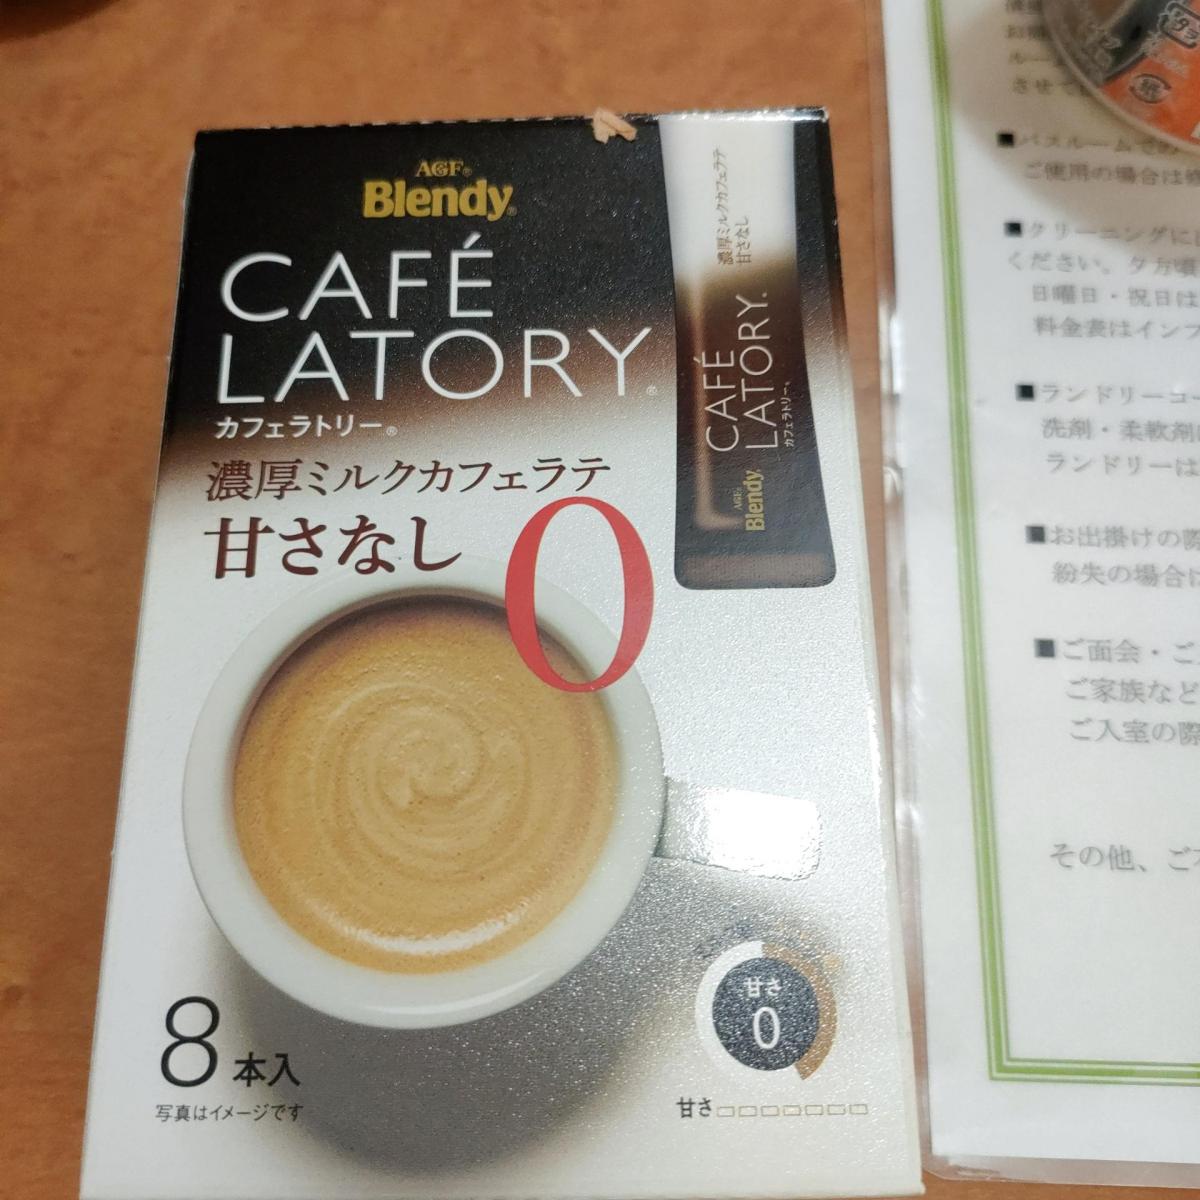 AGF®
Blendy®
CAFÉ
LATORY®
カフェラトリー®
濃厚ミルクカフェラテ
甘さなし
0
8本入
写真はイメージです
甘さ
0
甘さ
濃厚ミルクカフェラテ
甘さなし
CAFÉ
LATORY®
カフェラトリー®
AGF®
Blendy®
させて
■バスルームでの
ご使用の場合は
■クリーニングに
ください。夕方
日曜日・祝日は
料金表はイン
■ランドリーコ
洗剤・柔軟剤
ランドリーは
■お出掛けの際
紛失の場合
■ご面会・ご
ご家族など
ご入室の際
その他、ご